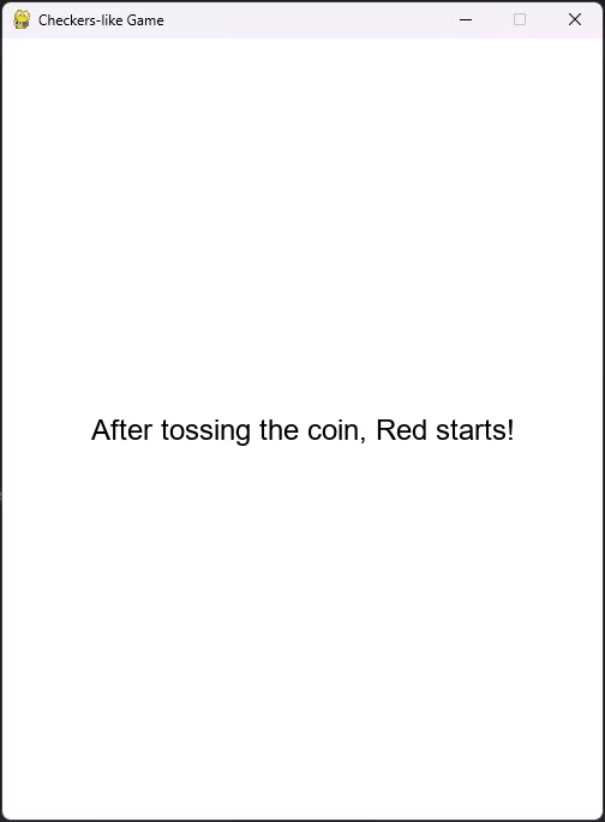 Checkers-like Game
After tossing the coin, Red starts!